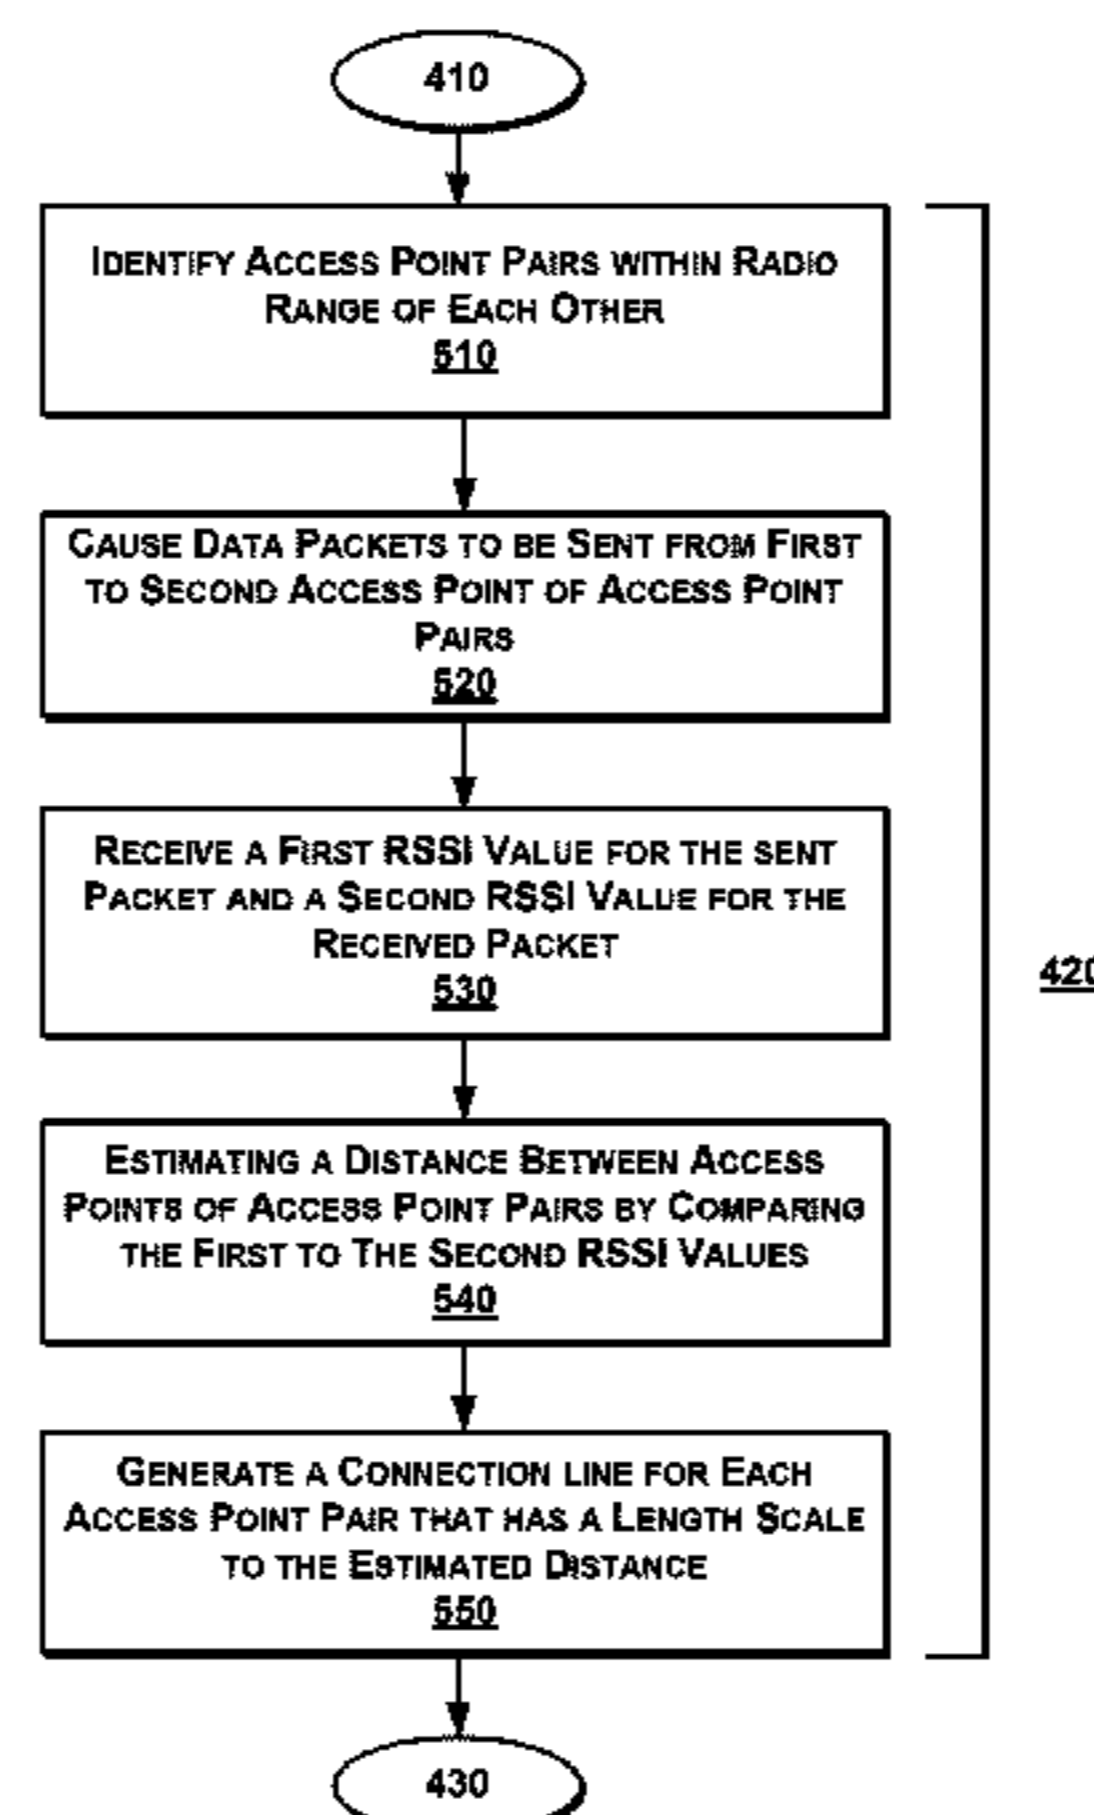 410
IDENTIFY ACCESS POINT PAIRS WITHIN RADIO
RANGE OF EACH OTHER
510
CAUSE DATA PACKETS TO BE SENT FROM FIRST
TO SECOND ACCESS POINT OF ACCESS POINT
PAIRS
520
RECEIVE A FIRST RSSI VALUE FOR THE SENT
PACKET AND A SECOND RSSI VALUE FOR THE
RECEIVED PACKET
530
420
ESTIMATING A DISTANCE BETWEEN ACCESS
POINTS OF ACCESS POINT PAIRS BY COMPARING
THE FIRST TO THE SECOND RSSI VALUES
540
GENERATE A CONNECTION LINE FOR EACH
ACCESS POINT PAIR THAT HAS A LENGTH SCALE
TO THE ESTIMATED DISTANCE
550
430